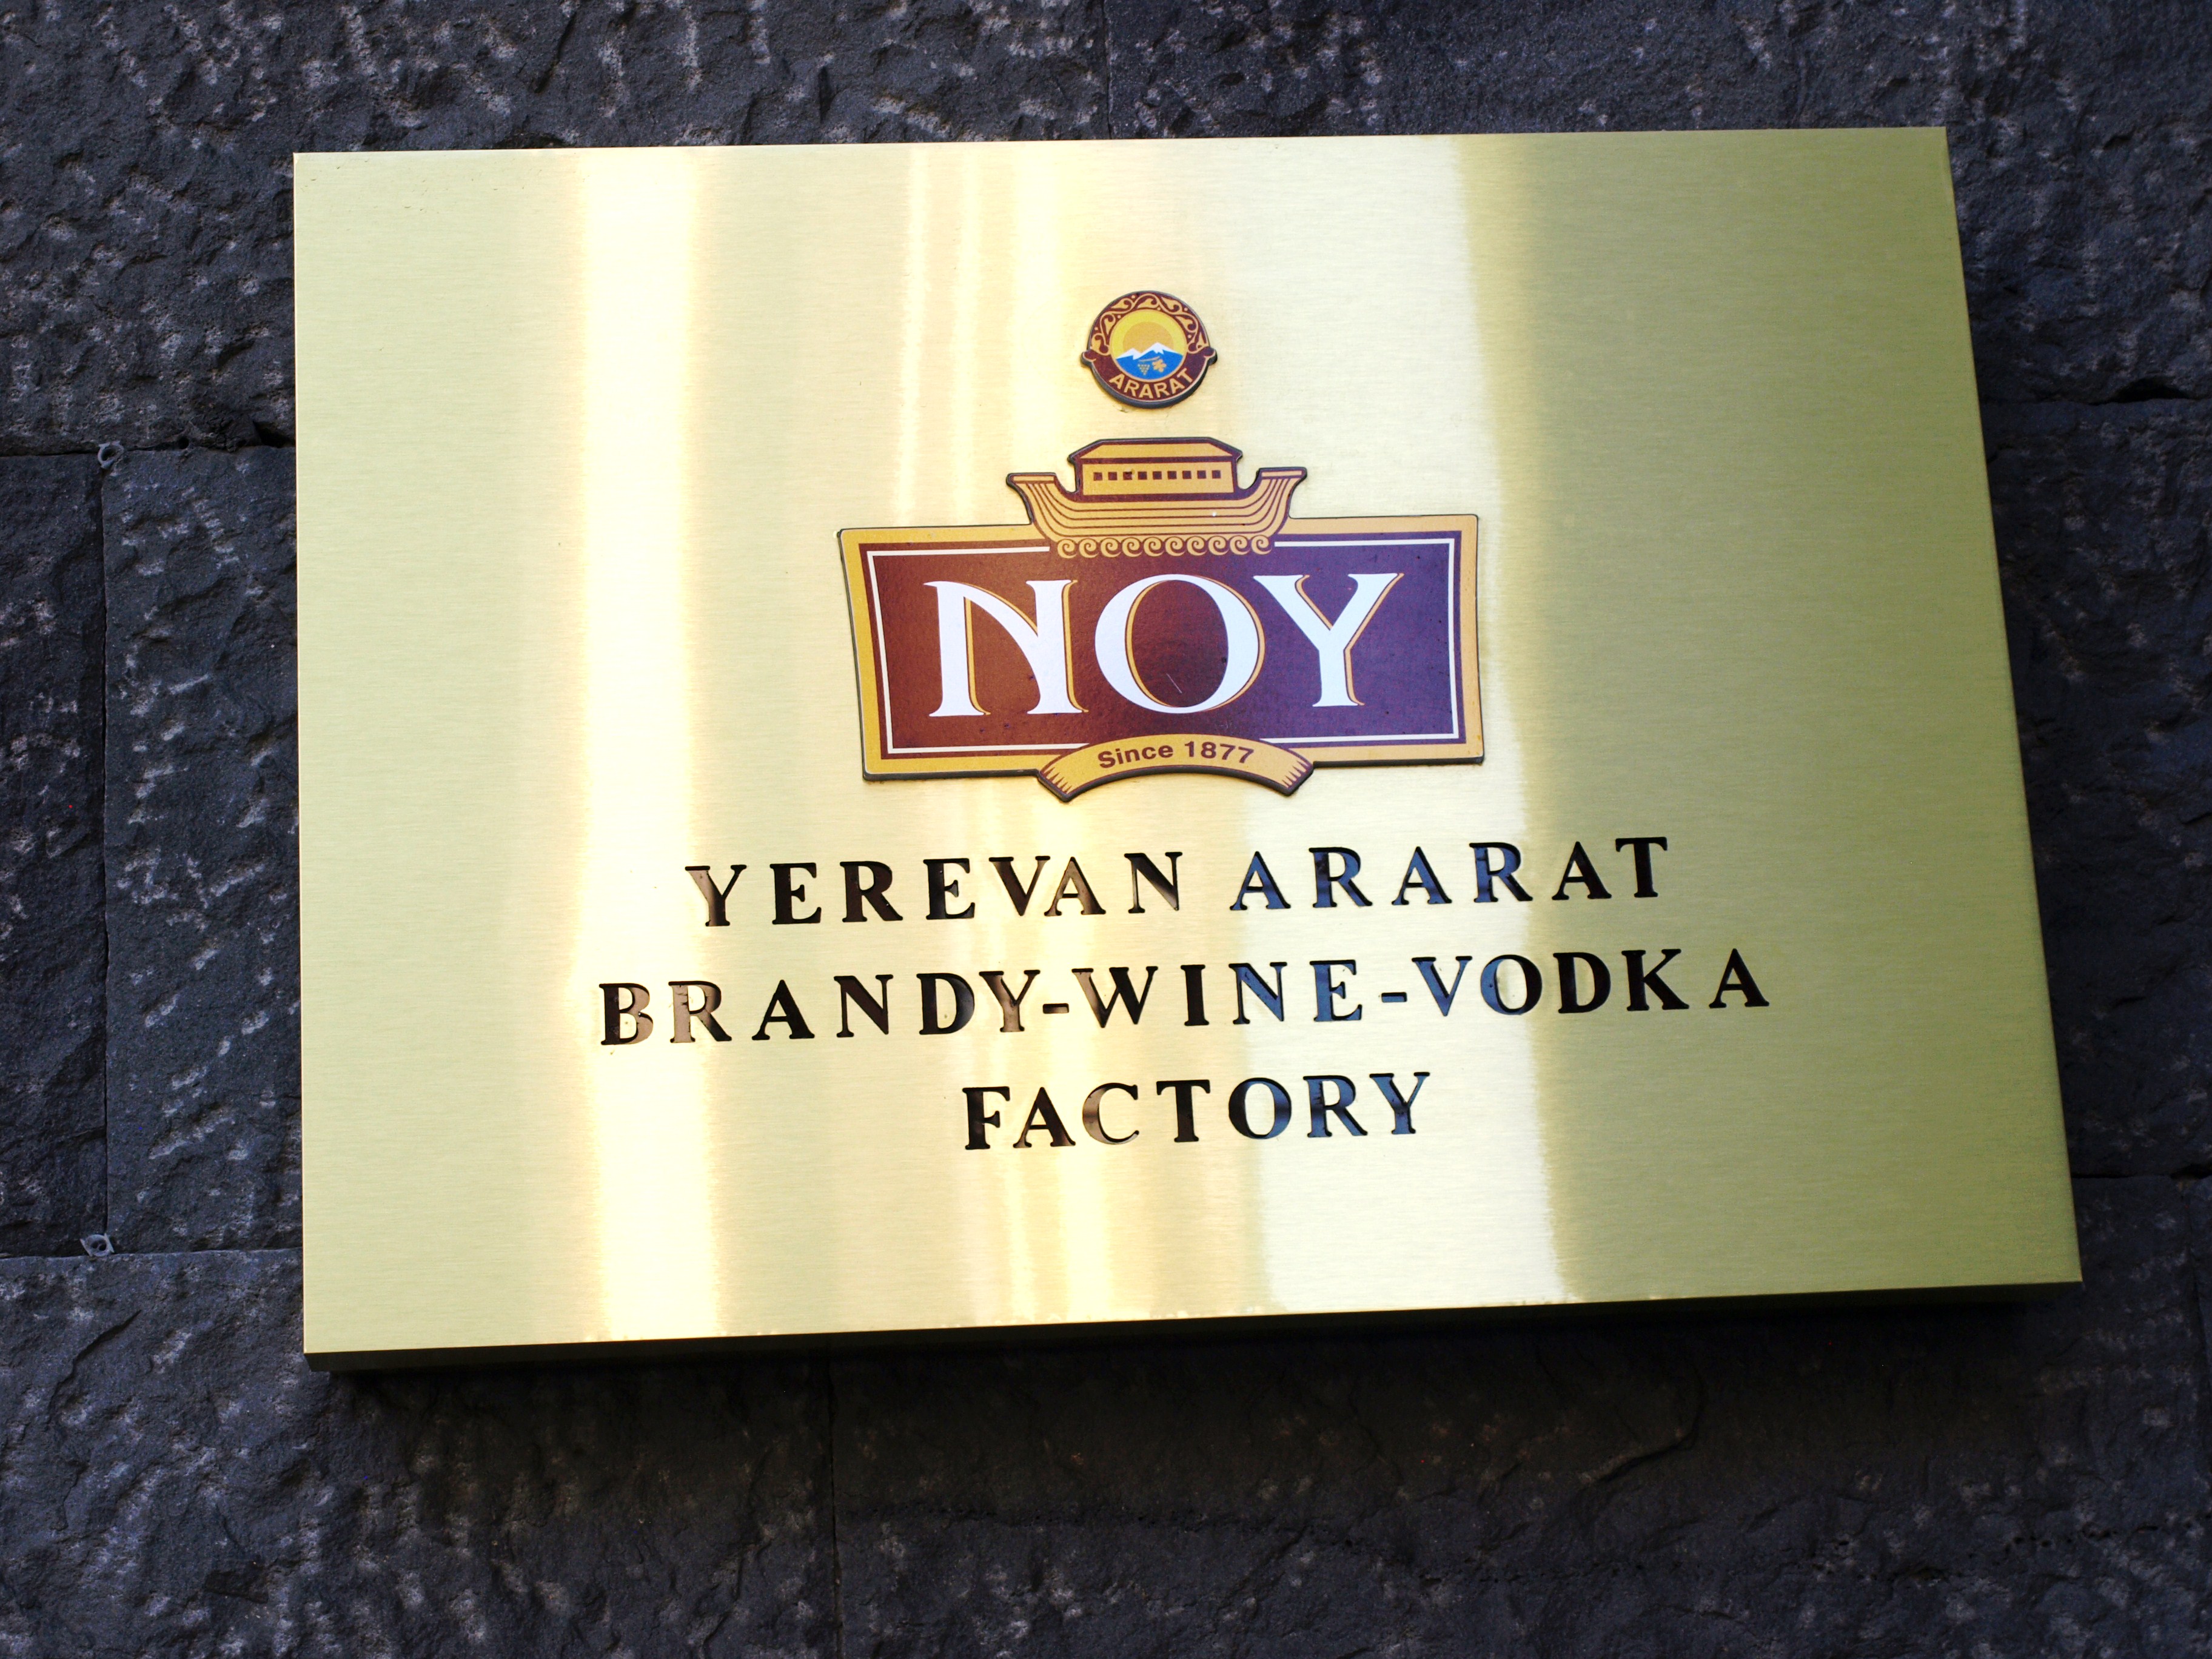 ARARAT
NOY
Since 1877
YEREVAN ARARAT
BRANDY-WINE-VODKA
FACTORY